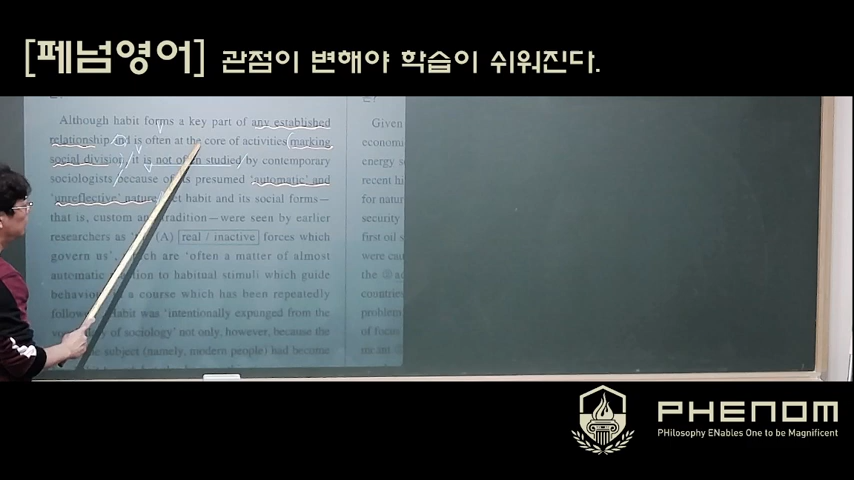 [페넘영어] 관점이 변해야 학습이 쉬워진다.
Although habit forms a key part of any established
relationship and is often at the core of activities marking
social division, it is not often studied by contemporary
sociologists because of its presumed 'automatic' and
'unreflective' nature, yet habit and its social forms—
that is, custom and tradition—were seen by earlier
researchers as (A) real / inactive forces which
govern us', which are 'often a matter of almost
automatic to habitual stimuli which guide
behavior a course which has been repeatedly
followed habit was 'intentionally expunged from the
of sociology' not only, however, because the
subject (namely, modern people) had become
Given
economi
energy s
recent hi
for natur
security
first oil s
were cau
the ② ad
countries
problem
of focus
meant
PHENOM
PHilosophy ENables One to be Magnificent